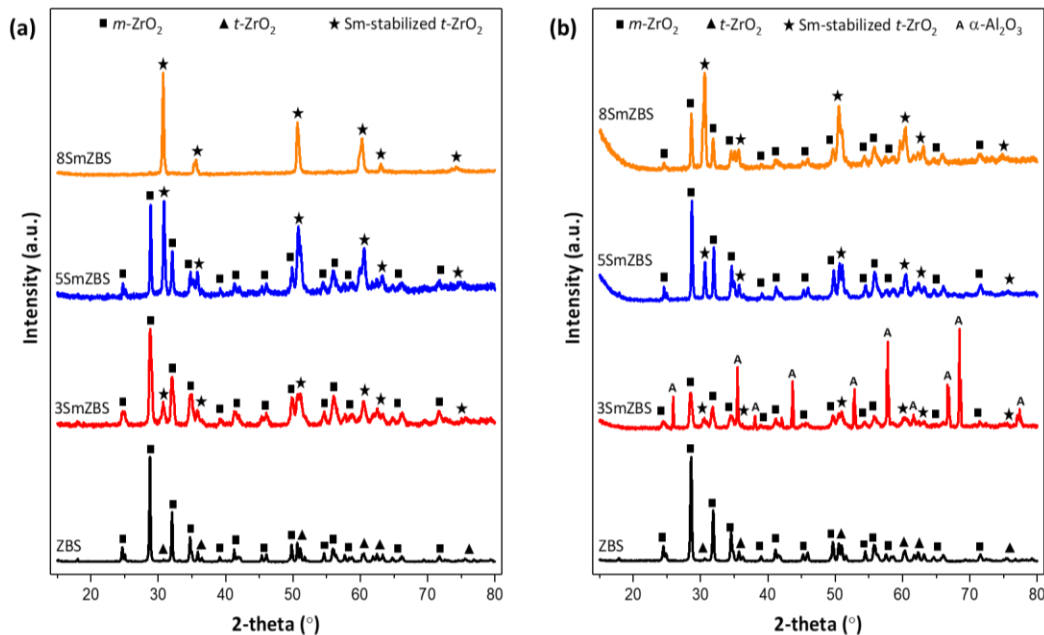 (a)
■ m-ZrO₂ ▲ t-ZrO₂ ★ Sm-stabilized t-ZrO₂
8SmZBS
5SmZBS
3SmZBS
ZBS
Intensity (a.u.)
20 30 40 50 60 70 80
2-theta (°)
(b)
■ m-ZrO₂ ▲ t-ZrO₂ ★ Sm-stabilized t-ZrO₂ A α-Al₂O₃
8SmZBS
5SmZBS
3SmZBS
A A A A A A A A A A
ZBS
Intensity (a.u.)
20 30 40 50 60 70 80
2-theta (°)